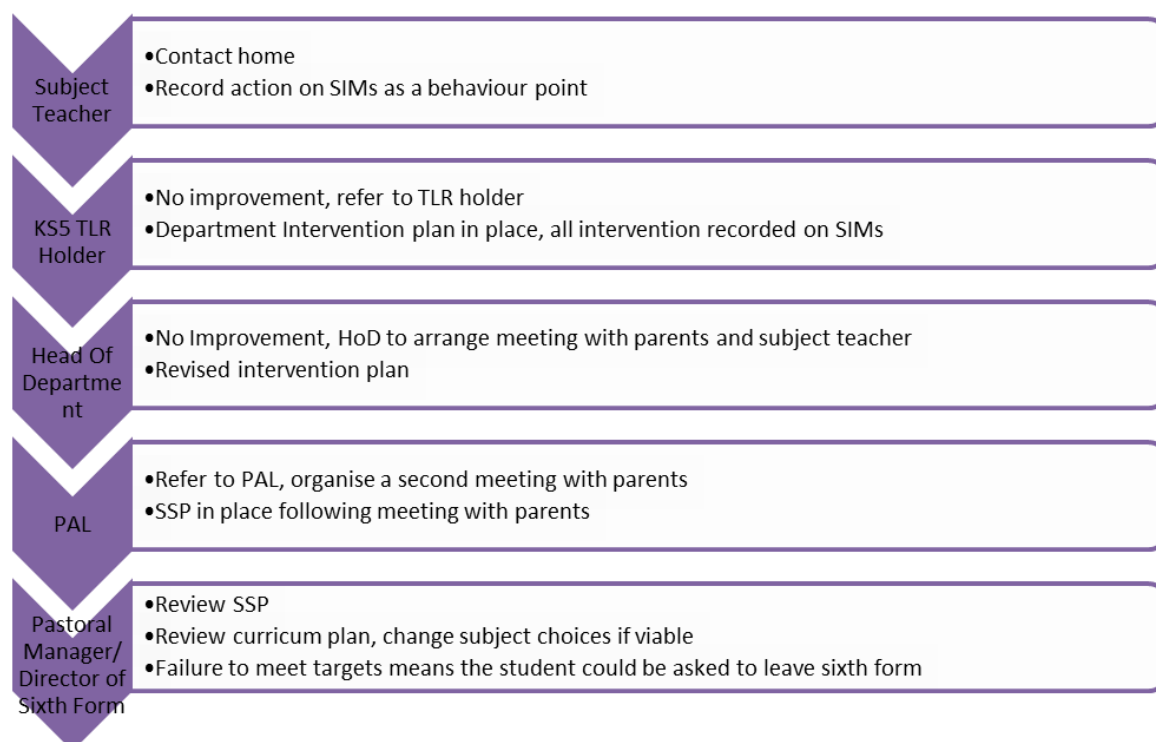 Subject
Teacher
•Contact home
•Record action on SIMs as a behaviour point
KS5 TLR
Holder
•No improvement, refer to TLR holder
•Department Intervention plan in place, all intervention recorded on SIMs
Head Of
Departme
nt
•No Improvement, HoD to arrange meeting with parents and subject teacher
•Revised intervention plan
PAL
•Refer to PAL, organise a second meeting with parents
•SSP in place following meeting with parents
Pastoral
Manager/
Director of
Sixth Form
•Review SSP
•Review curricum plan, change subject choices if viable
•Failure to meet targets means the student could be asked to leave sixth form